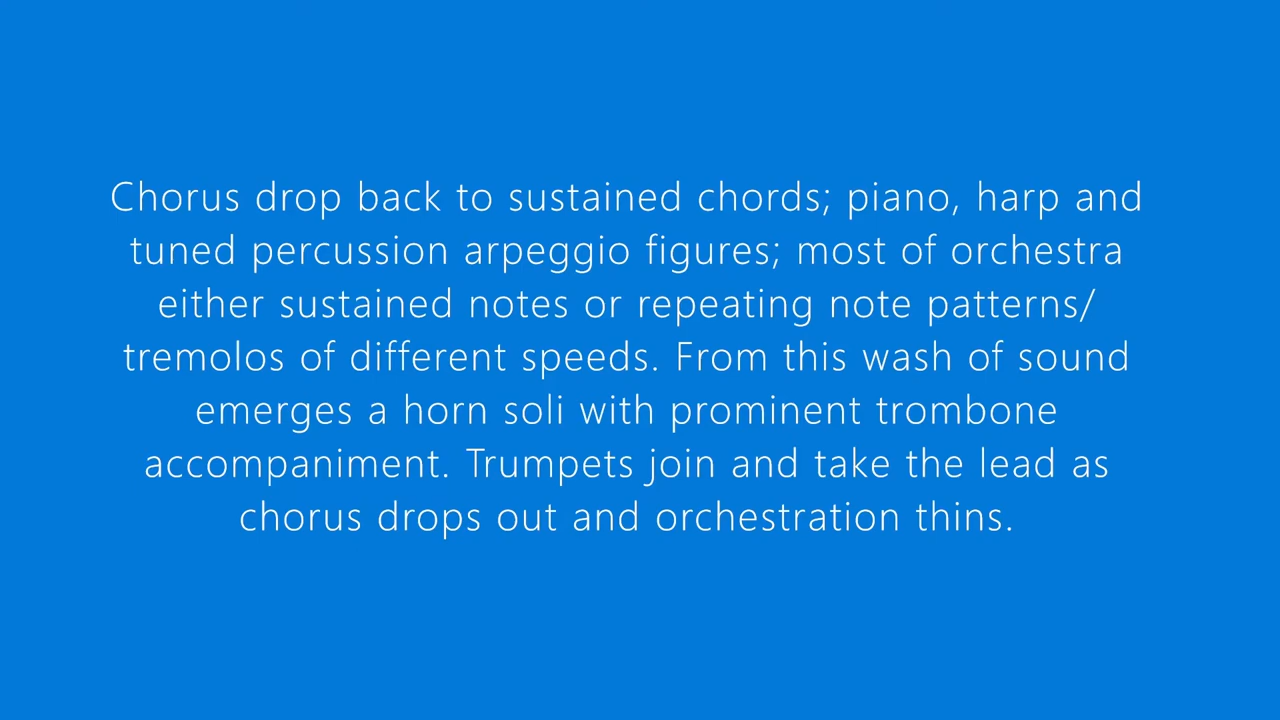 Chorus drop back to sustained chords; piano, harp and
tuned percussion arpeggio figures; most of orchestra
either sustained notes or repeating note patterns/
tremolos of different speeds. From this wash of sound
emerges a horn soli with prominent trombone
accompaniment. Trumpets join and take the lead as
chorus drops out and orchestration thins.